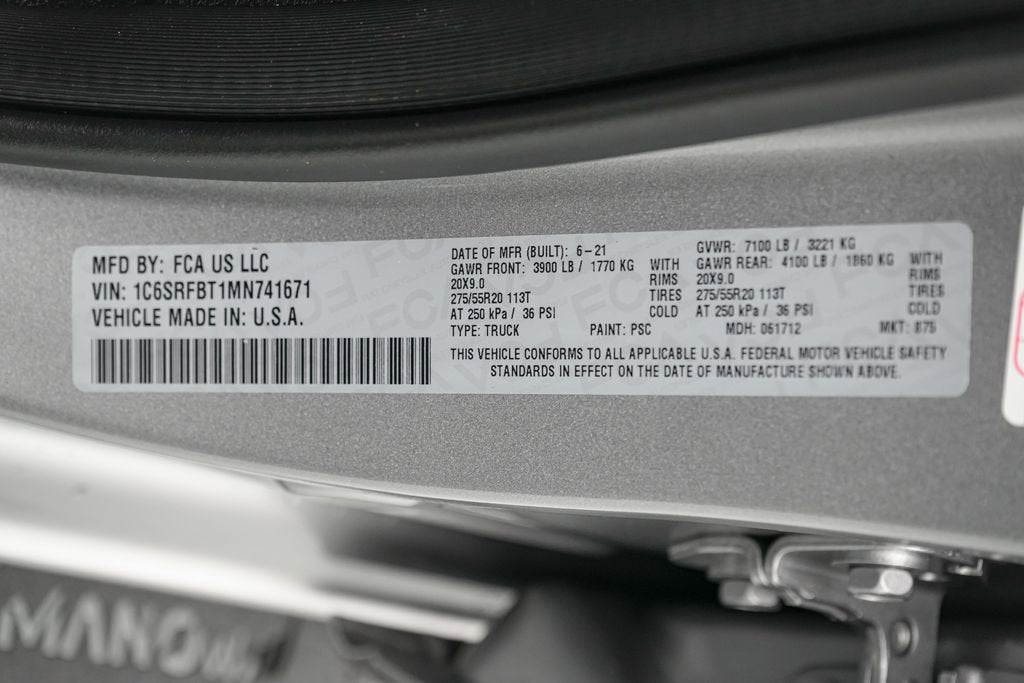 MFD BY: FCA US LLC
VIN: 1C6SRFBT1MN741671
VEHICLE MADE IN: U.S.A.
DATE OF MFR (BUILT): 6-21
GAWR FRONT: 3900 LB / 1770 KG WITH
20X9.0 RIMS
275/55R20 113T TIRES
AT 250 kPa / 36 PSI COLD
GVWR: 7100 LB / 3221 KG
GAWR REAR: 4100 LB / 1860 KG WITH
20X9.0 RIMS
275/55R20 113T TIRES
AT 250 kPa / 36 PSI COLD
TYPE: TRUCK PAINT: PSC MDH: 061712 MKT: 875
THIS VEHICLE CONFORMS TO ALL APPLICABLE U.S.A. FEDERAL MOTOR VEHICLE SAFETY
STANDARDS IN EFFECT ON THE DATE OF MANUFACTURE SHOWN ABOVE.